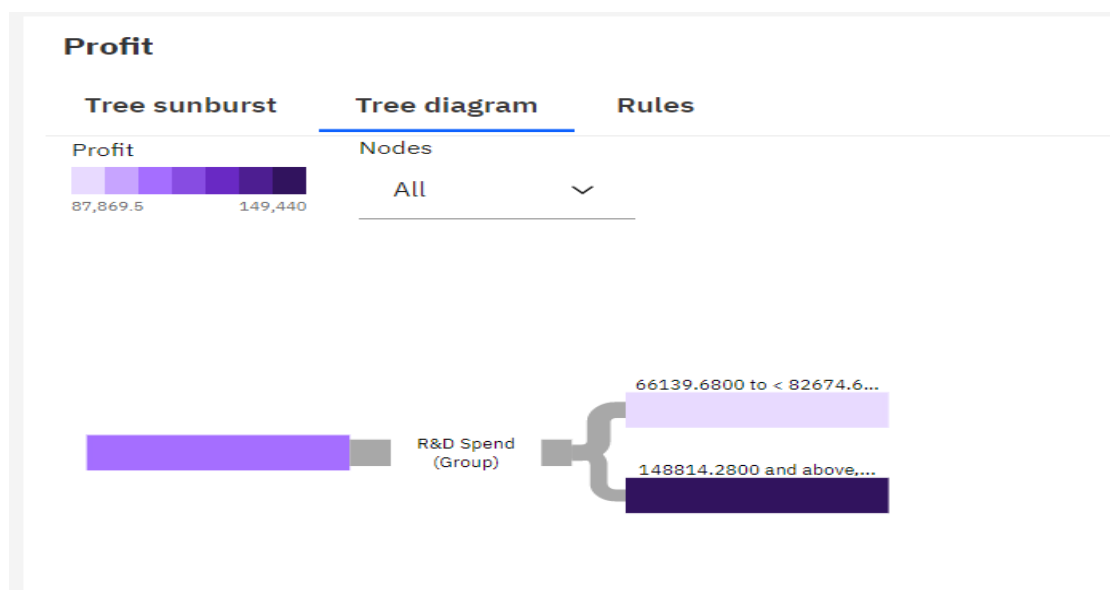 Profit
Tree sunburst Tree diagram Rules
Profit Nodes
All
87,869.5 149,440
66139.6800 to < 82674.6...
R&D Spend
(Group)
148814.2800 and above,...